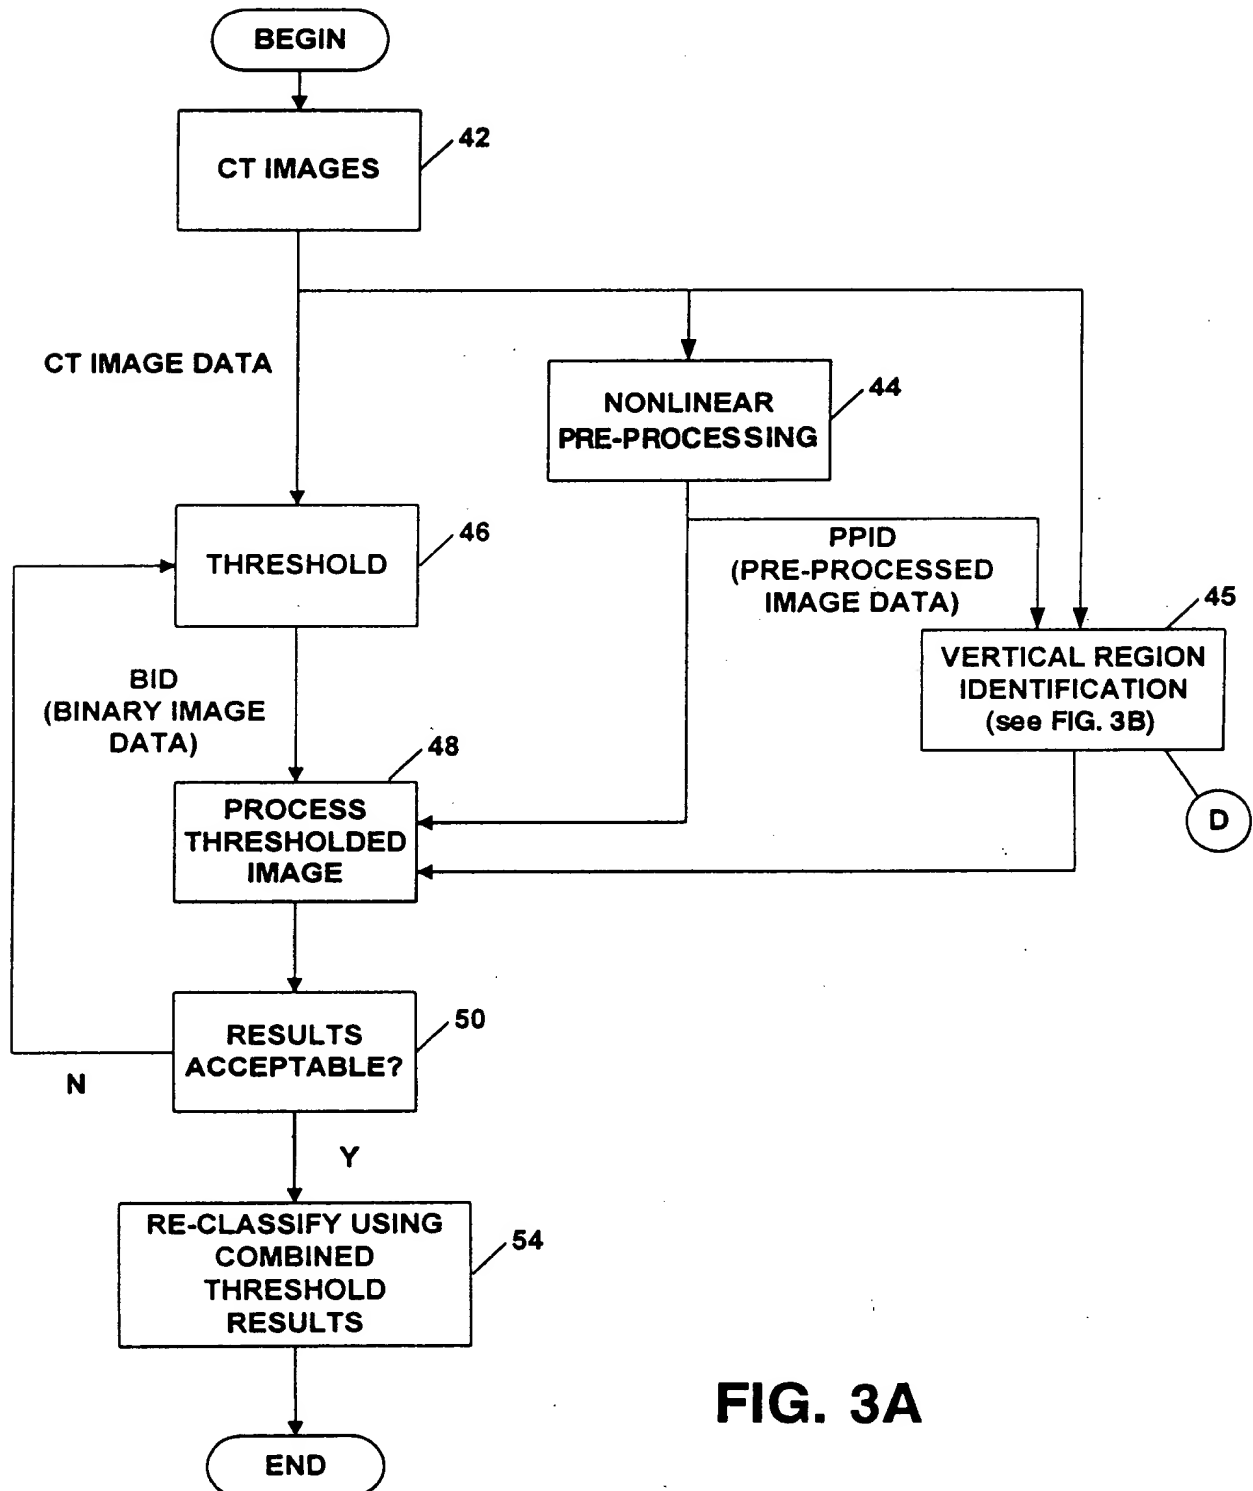 BEGIN
CT IMAGES
42
CT IMAGE DATA
NONLINEAR
PRE-PROCESSING
44
THRESHOLD
46
PPID
(PRE-PROCESSED
IMAGE DATA)
45
VERTICAL REGION
IDENTIFICATION
(see FIG. 3B)
D
BID
(BINARY IMAGE
DATA)
48
PROCESS
THRESHOLDED
IMAGE
RESULTS
ACCEPTABLE?
50
N
Y
RE-CLASSIFY USING
COMBINED
THRESHOLD
RESULTS
54
END
FIG. 3A